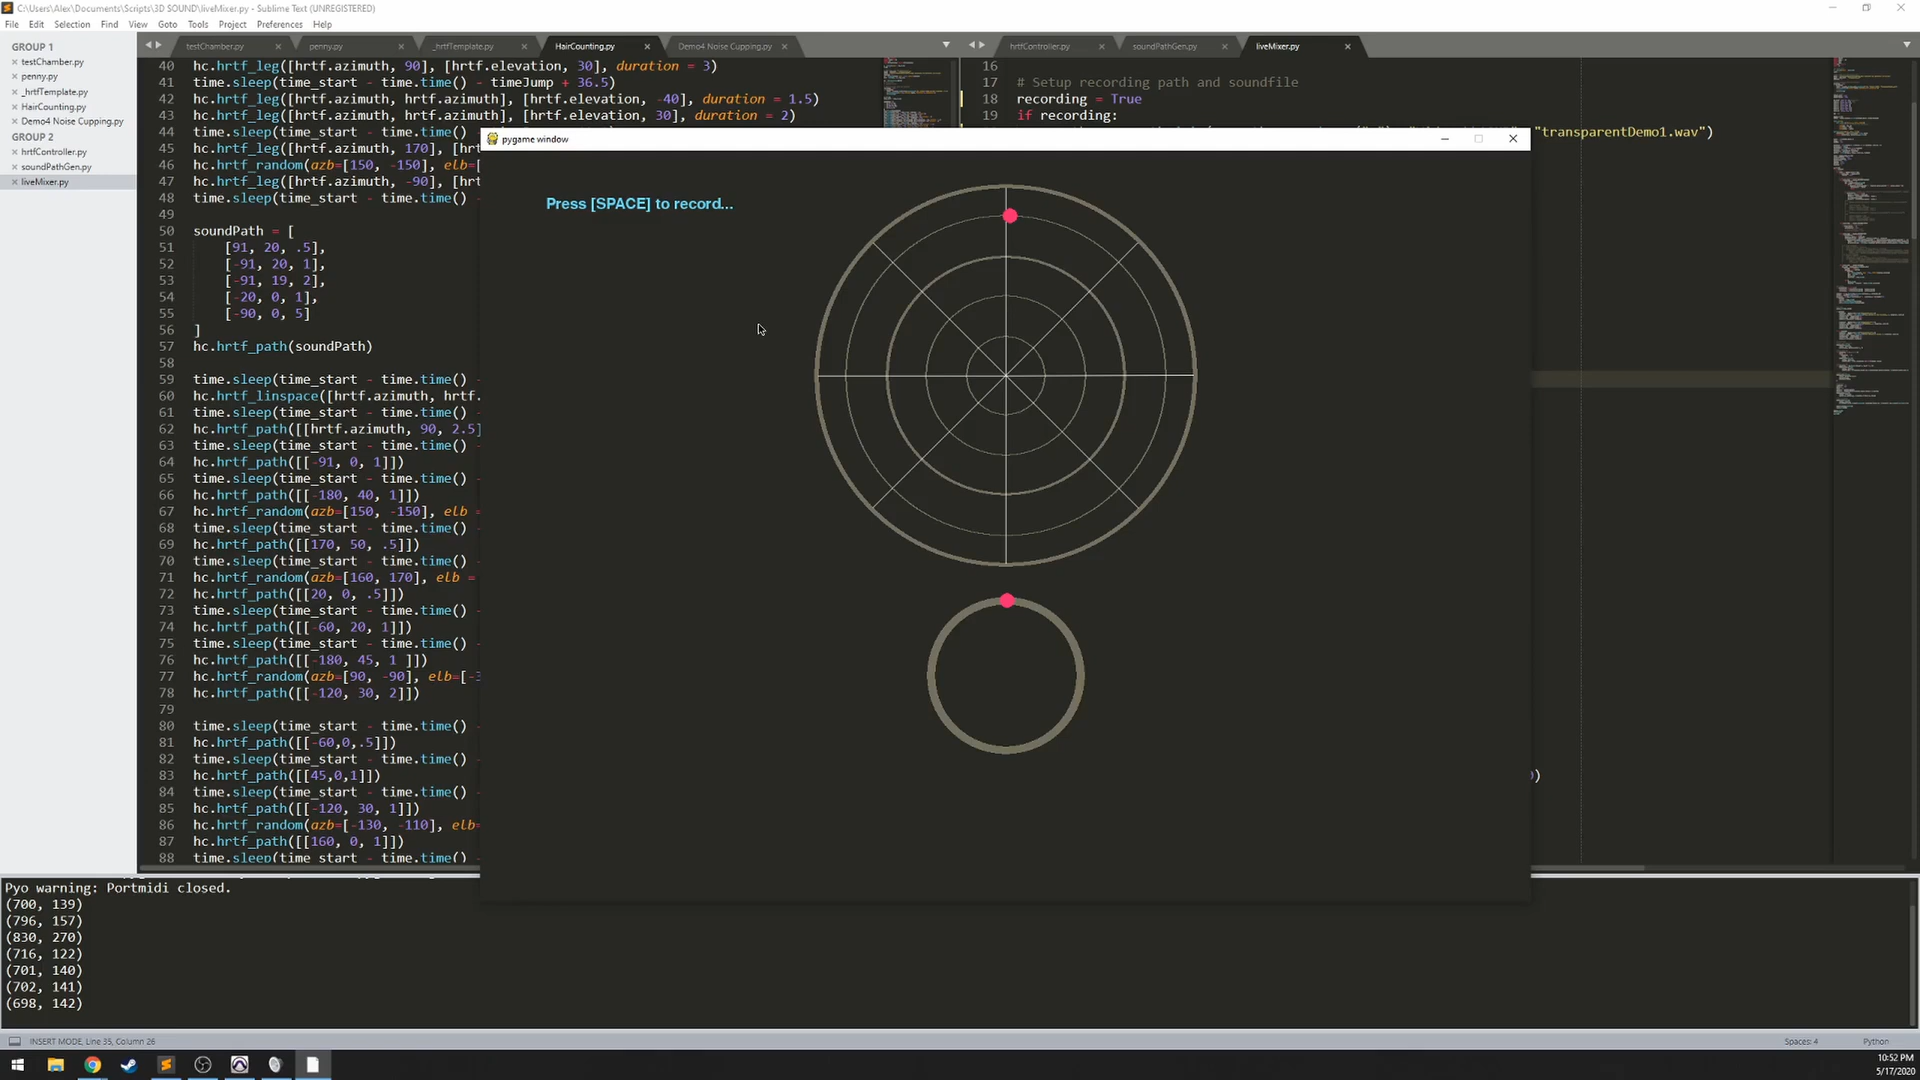 C:\Users\Alex\Documents\Scripts\3D SOUND\liveMixer.py - Sublime Text (UNREGISTERED)
File Edit Selection Find View Goto Tools Project Preferences Help
GROUP 1
testChamber.py
penny.py
_hrtfTemplate.py
HairCounting.py
Demo4 Noise Cupping.py
GROUP 2
hrtfController.py
soundPathGen.py
liveMixer.py
testChamber.py penny.py _hrtfTemplate.py HairCounting.py Demo4 Noise Cupping.py
40 hc.hrtf_leg([hrtf.azimuth, 90], [hrtf.elevation, 30], duration = 3)
41 time.sleep(time_start - time.time() - timeJump + 36.5)
42 hc.hrtf_leg([hrtf.azimuth, hrtf.azimuth], [hrtf.elevation, -40], duration = 1.5)
43 hc.hrtf_leg([hrtf.azimuth, hrtf.azimuth], [hrtf.elevation, 30], duration = 2)
44 time.sleep(time_start - time.time() -
45 hc.hrtf_leg([hrtf.azimuth, 170], [hrt
46 hc.hrtf_random(azb=[150, -150], elb=[
47 hc.hrtf_leg([hrtf.azimuth, -90], [hrt
48 time.sleep(time_start - time.time() -
49
50 soundPath = [
51 [91, 20, .5],
52 [-91, 20, 1],
53 [-91, 19, 2],
54 [-20, 0, 1],
55 [-90, 0, 5]
56 ]
57 hc.hrtf_path(soundPath)
58
59 time.sleep(time_start - time.time() -
60 hc.hrtf_linspace([hrtf.azimuth, hrtf.
61 time.sleep(time_start - time.time() -
62 hc.hrtf_path([[hrtf.azimuth, 90, 2.5]
63 time.sleep(time_start - time.time() -
64 hc.hrtf_path([[-91, 0, 1]])
65 time.sleep(time_start - time.time() -
66 hc.hrtf_path([[-180, 40, 1]])
67 hc.hrtf_random(azb=[150, -150], elb =
68 time.sleep(time_start - time.time() -
69 hc.hrtf_path([[170, 50, .5]])
70 time.sleep(time_start - time.time() -
71 hc.hrtf_random(azb=[160, 170], elb =
72 hc.hrtf_path([[20, 0, .5]])
73 time.sleep(time_start - time.time() -
74 hc.hrtf_path([[-60, 20, 1]])
75 time.sleep(time_start - time.time() -
76 hc.hrtf_path([[-180, 45, 1 ]])
77 hc.hrtf_random(azb=[90, -90], elb=[-3
78 hc.hrtf_path([[-120, 30, 2]])
79
80 time.sleep(time_start - time.time() -
81 hc.hrtf_path([[-60,0,.5]])
82 time.sleep(time_start - time.time() -
83 hc.hrtf_path([[45,0,1]])
84 time.sleep(time_start - time.time() -
85 hc.hrtf_path([[-120, 30, 1]])
86 hc.hrtf_random(azb=[-130, -110], elb=
87 hc.hrtf_path([[160, 0, 1]])
88 time.sleep(time_start - time.time() -
hrtfController.py soundPathGen.py liveMixer.py
16
17 # Setup recording path and soundfile
18 recording = True
19 if recording:
"transparentDemo1.wav")
pygame window
Press [SPACE] to record...
Pyo warning: Portmidi closed.
(700, 139)
(796, 157)
(830, 270)
(716, 122)
(701, 140)
(702, 141)
(698, 142)
INSERT MODE, Line 35, Column 26
Spaces: 4 Python
10:52 PM
5/17/2020